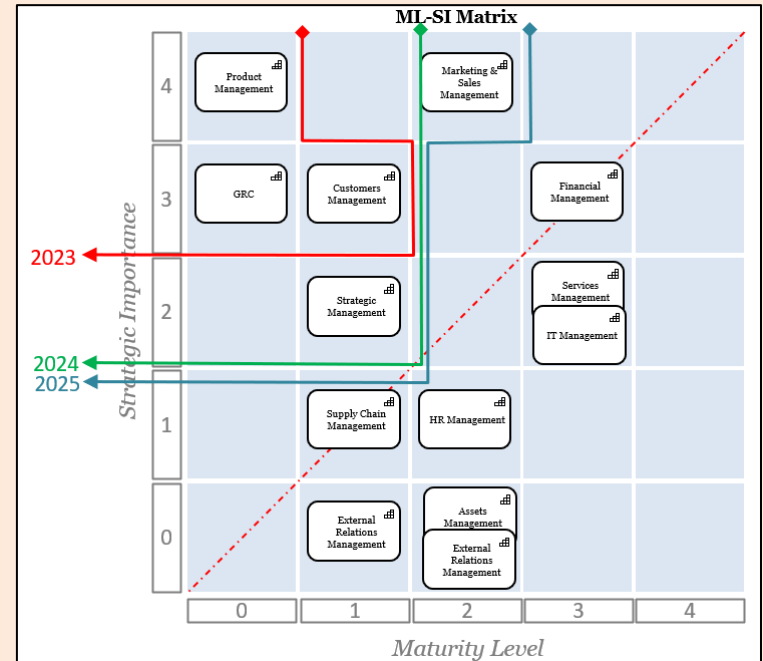 ML-SI Matrix
4
Product
Management
Marketing &
Sales
Management
3
GRC
Customers
Management
Financial
Management
2023
2
Strategic
Management
Services
Management
IT Management
2024
2025
Strategic Importance
1
Supply Chain
Management
HR Management
0
External
Relations
Management
Assets
Management
External
Relations
Management
0 1 2 3 4
Maturity Level